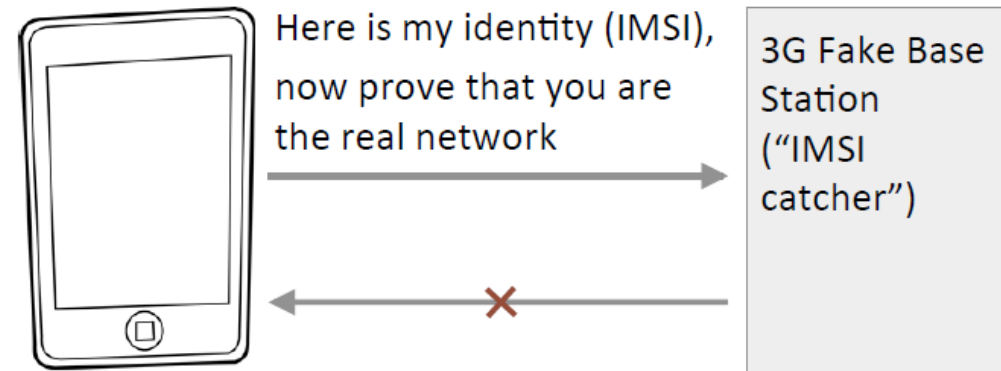 Here is my identity (IMSI),
now prove that you are
the real network
3G Fake Base
Station
(“IMSI
catcher”)